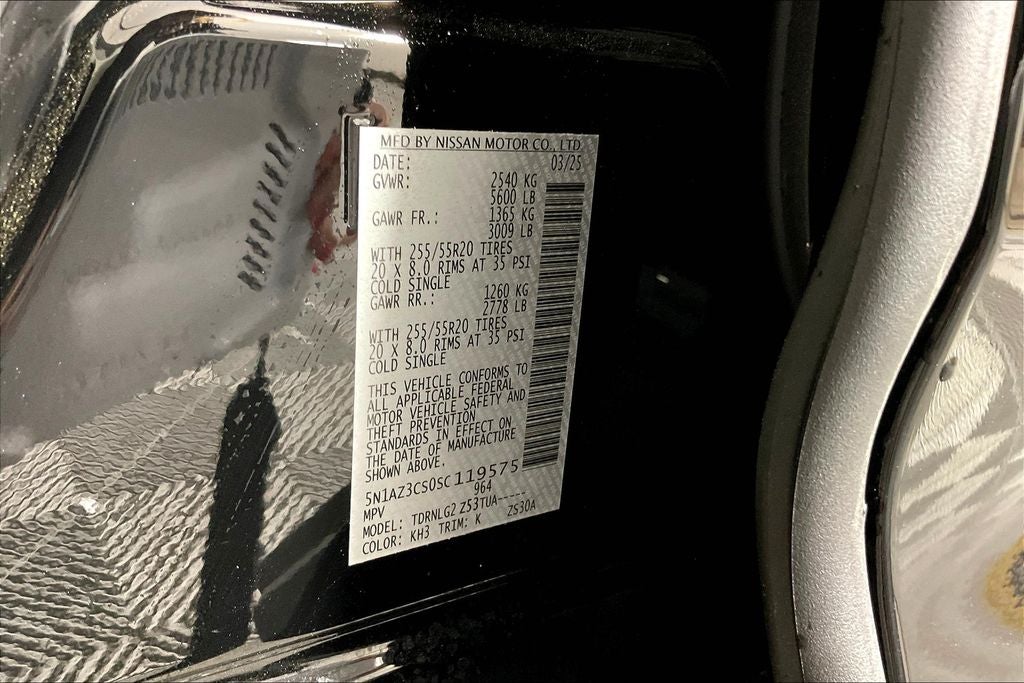 MFD BY NISSAN MOTOR CO., LTD
DATE: 03/25
GVWR: 2540 KG
5600 LB
GAWR FR.: 1365 KG
3009 LB
WITH 255/55R20 TIRES
20 X 8.0 RIMS AT 35 PSI
COLD SINGLE
GAWR RR.: 1260 KG
2778 LB
WITH 255/55R20 TIRES
20 X 8.0 RIMS AT 35 PSI
COLD SINGLE
THIS VEHICLE CONFORMS TO
ALL APPLICABLE FEDERAL
MOTOR VEHICLE SAFETY AND
THEFT PREVENTION
STANDARDS IN EFFECT ON
THE DATE OF MANUFACTURE
SHOWN ABOVE.
5N1AZ3CS0SC119575
MPV 964
MODEL: TDRNLG2 Z53TUA-----
COLOR: KH3 TRIM: K ZS30A